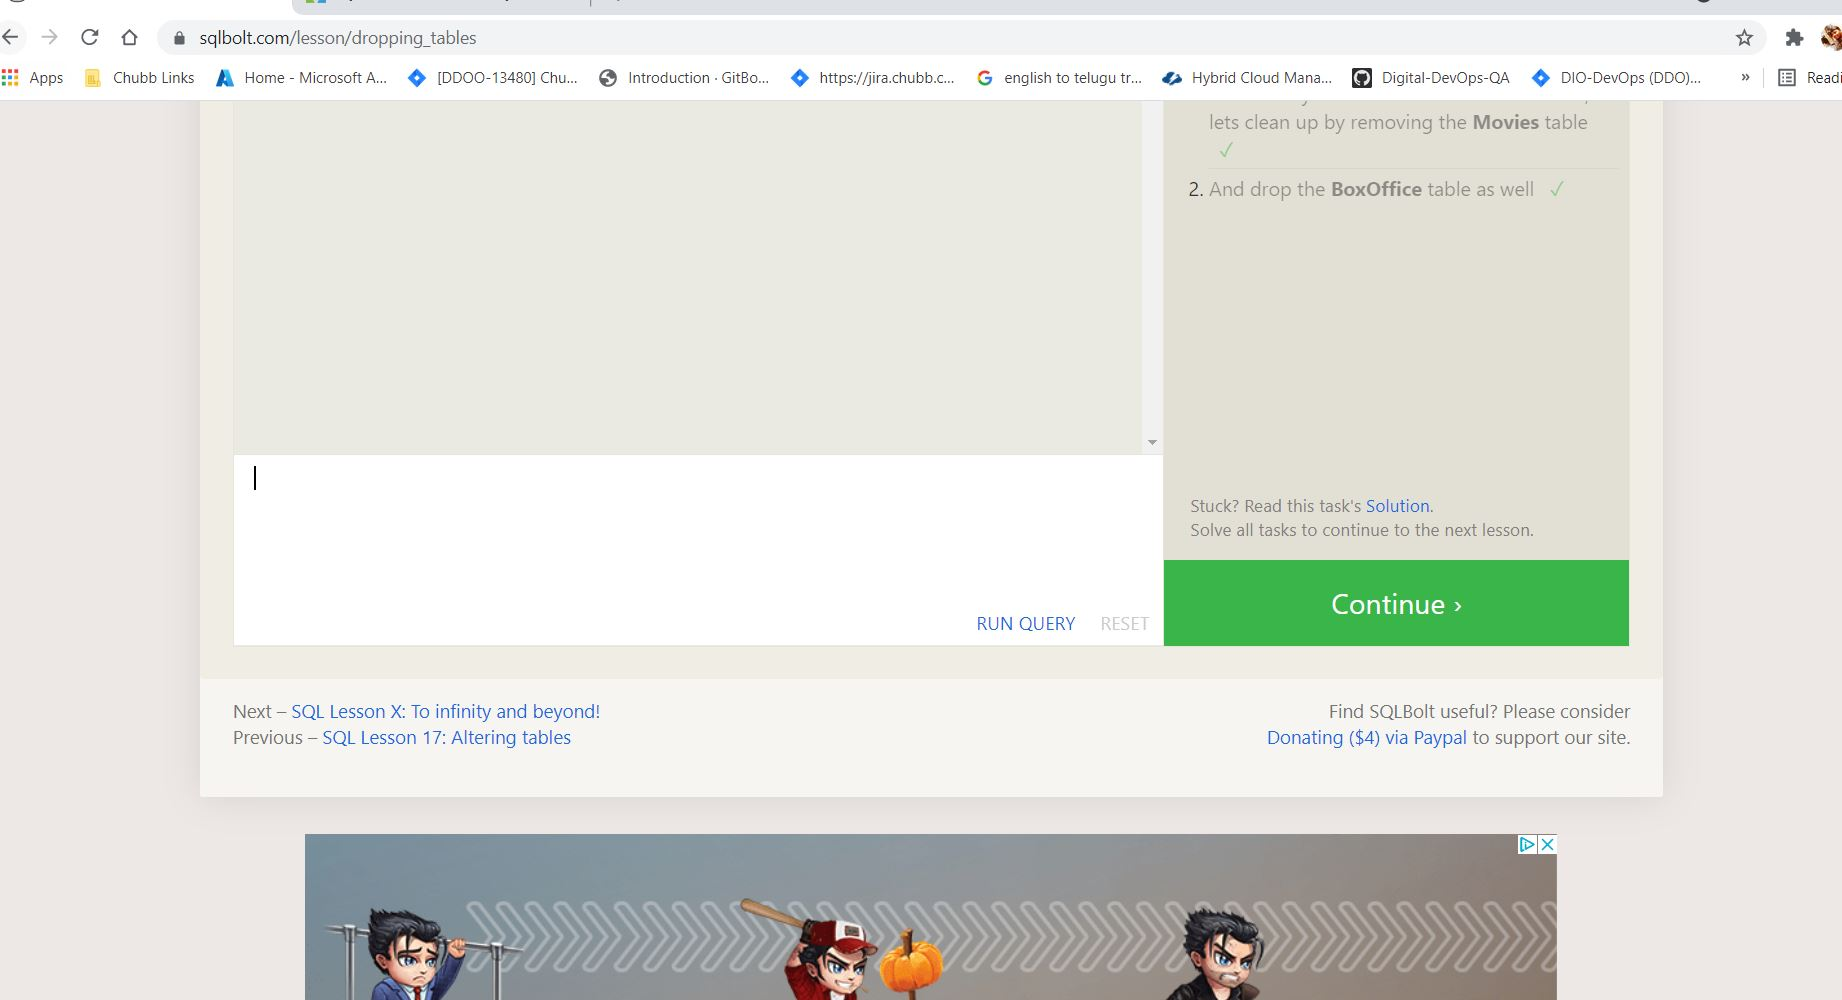 sqlbolt.com/lesson/dropping_tables
Apps Chubb Links Home - Microsoft A... [DDOO-13480] Chu... Introduction · GitBo... https://jira.chubb.c... english to telugu tr... Hybrid Cloud Mana... Digital-DevOps-QA DIO-DevOps (DDO)... » Readi
lets clean up by removing the Movies table
✓
2. And drop the BoxOffice table as well ✓
Stuck? Read this task's Solution.
Solve all tasks to continue to the next lesson.
RUN QUERY RESET
Continue ›
Next – SQL Lesson X: To infinity and beyond!
Previous – SQL Lesson 17: Altering tables
Find SQLBolt useful? Please consider
Donating ($4) via Paypal to support our site.